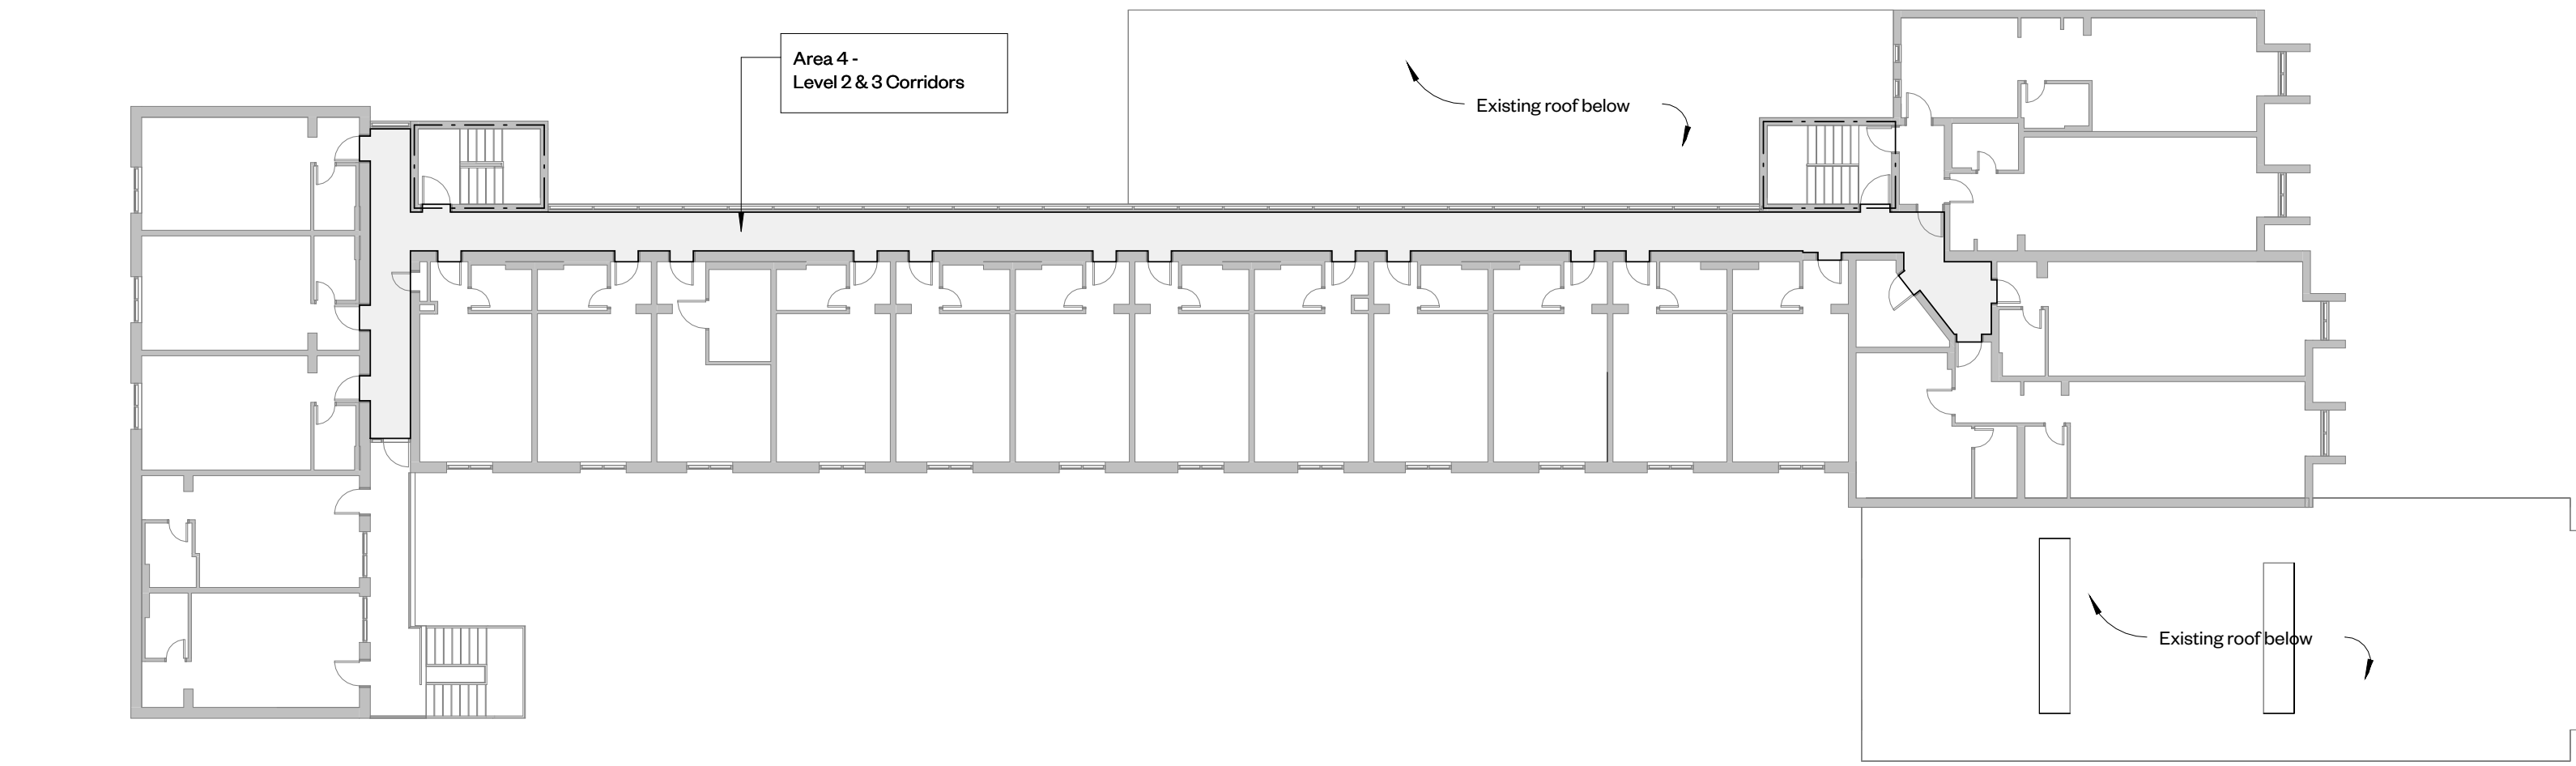 Area 4 -
Level 2 & 3 Corridors
Existing roof below
Existing roof below